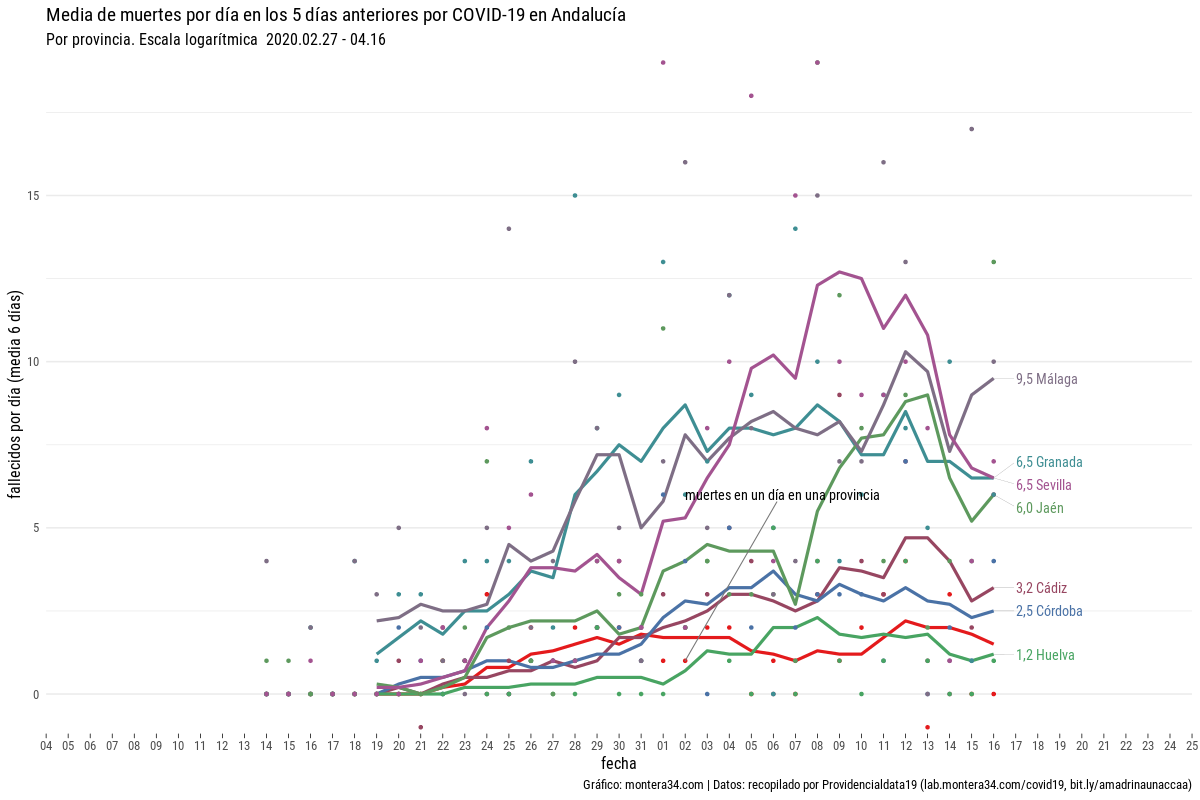 Media de muertes por día en los 5 días anteriores por COVID-19 en Andalucía
Por provincia. Escala logarítmica 2020.02.27 - 04.16
fallecidos por día (media 6 días)
15
10
5
0
muertes en un día en una provincia
9,5 Málaga
6,5 Granada
6,5 Sevilla
6,0 Jaén
3,2 Cádiz
2,5 Córdoba
1,2 Huelva
04 05 06 07 08 09 10 11 12 13 14 15 16 17 18 19 20 21 22 23 24 25 26 27 28 29 30 31 01 02 03 04 05 06 07 08 09 10 11 12 13 14 15 16 17 18 19 20 21 22 23 24 25
fecha
Gráfico: montera34.com | Datos: recopilado por Providencialdata19 (lab.montera34.com/covid19, bit.ly/amadrinaunaccaa)